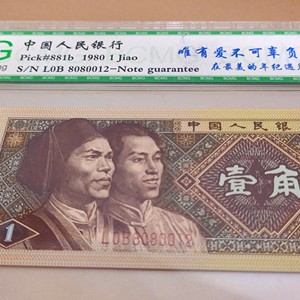 G
中国人民银行
Pick#881b 1980 1 Jiao
S/N L0B 8080012-Note guarantee
唯有爱不可辜负
在最美的年纪遇
中国人民银行
壹角
L0B8080012
1